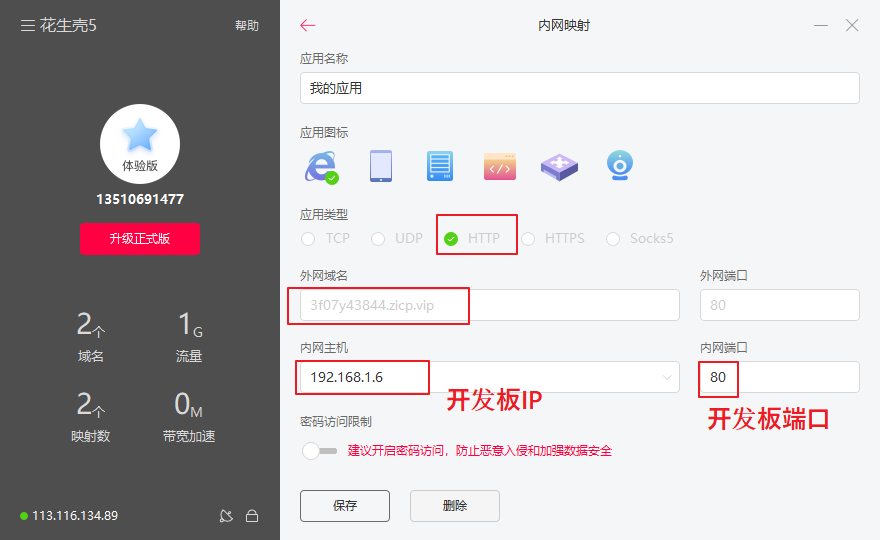 花生壳5
帮助
体验版
13510691477
升级正式版
2个
域名
1G
流量
2个
映射数
0M
带宽加速
113.116.134.89
内网映射
应用名称
我的应用
应用图标
应用类型
TCP
UDP
HTTP
HTTPS
Socks5
外网域名
外网端口
3f07y43844.zicp.vip
80
内网主机
内网端口
192.168.1.6
80
开发板IP
开发板端口
密码访问限制
建议开启密码访问，防止恶意入侵和加强数据安全
保存
删除